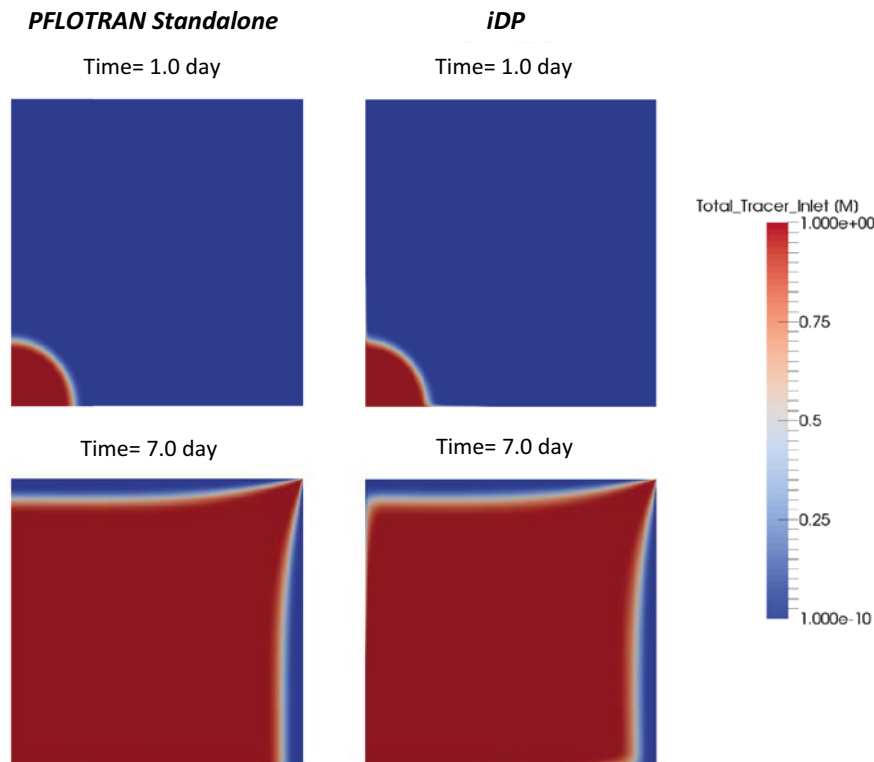 PFLOTRAN Standalone
iDP
Time= 1.0 day
Time= 1.0 day
Total_Tracer_Inlet (M)
1.000e+00
0.75
0.5
0.25
1.000e-10
Time= 7.0 day
Time= 7.0 day